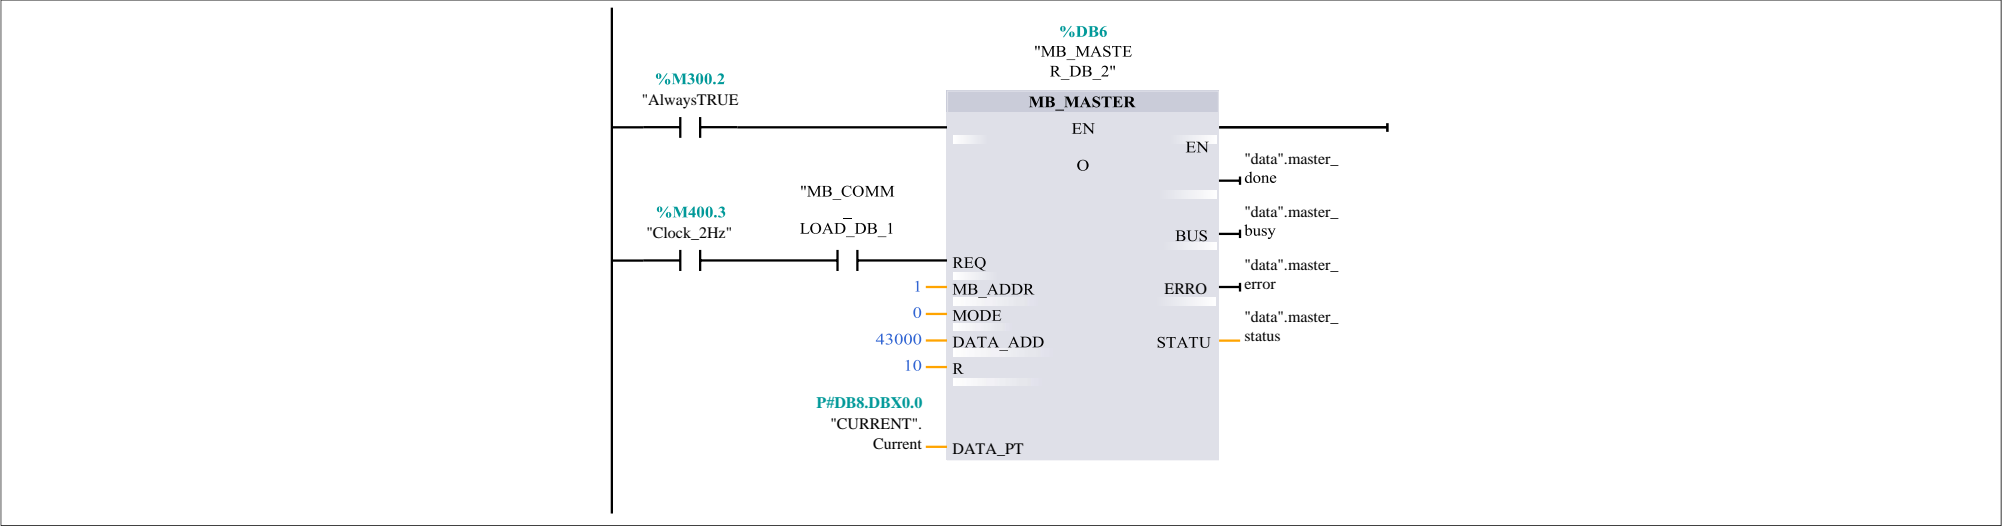 %DB6
"MB_MASTE
R_DB_2"
%M300.2
"AlwaysTRUE
MB_MASTER
EN
EN
O
"data".master_
done
"MB_COMM
_
LOAD_DB_1
%M400.3
"Clock_2Hz"
"data".master_
busy
BUS
REQ
"data".master_
error
1
MB_ADDR
ERRO
0
MODE
"data".master_
status
43000
DATA_ADD
STATU
10
R
P#DB8.DBX0.0
"CURRENT".
Current
DATA_PT